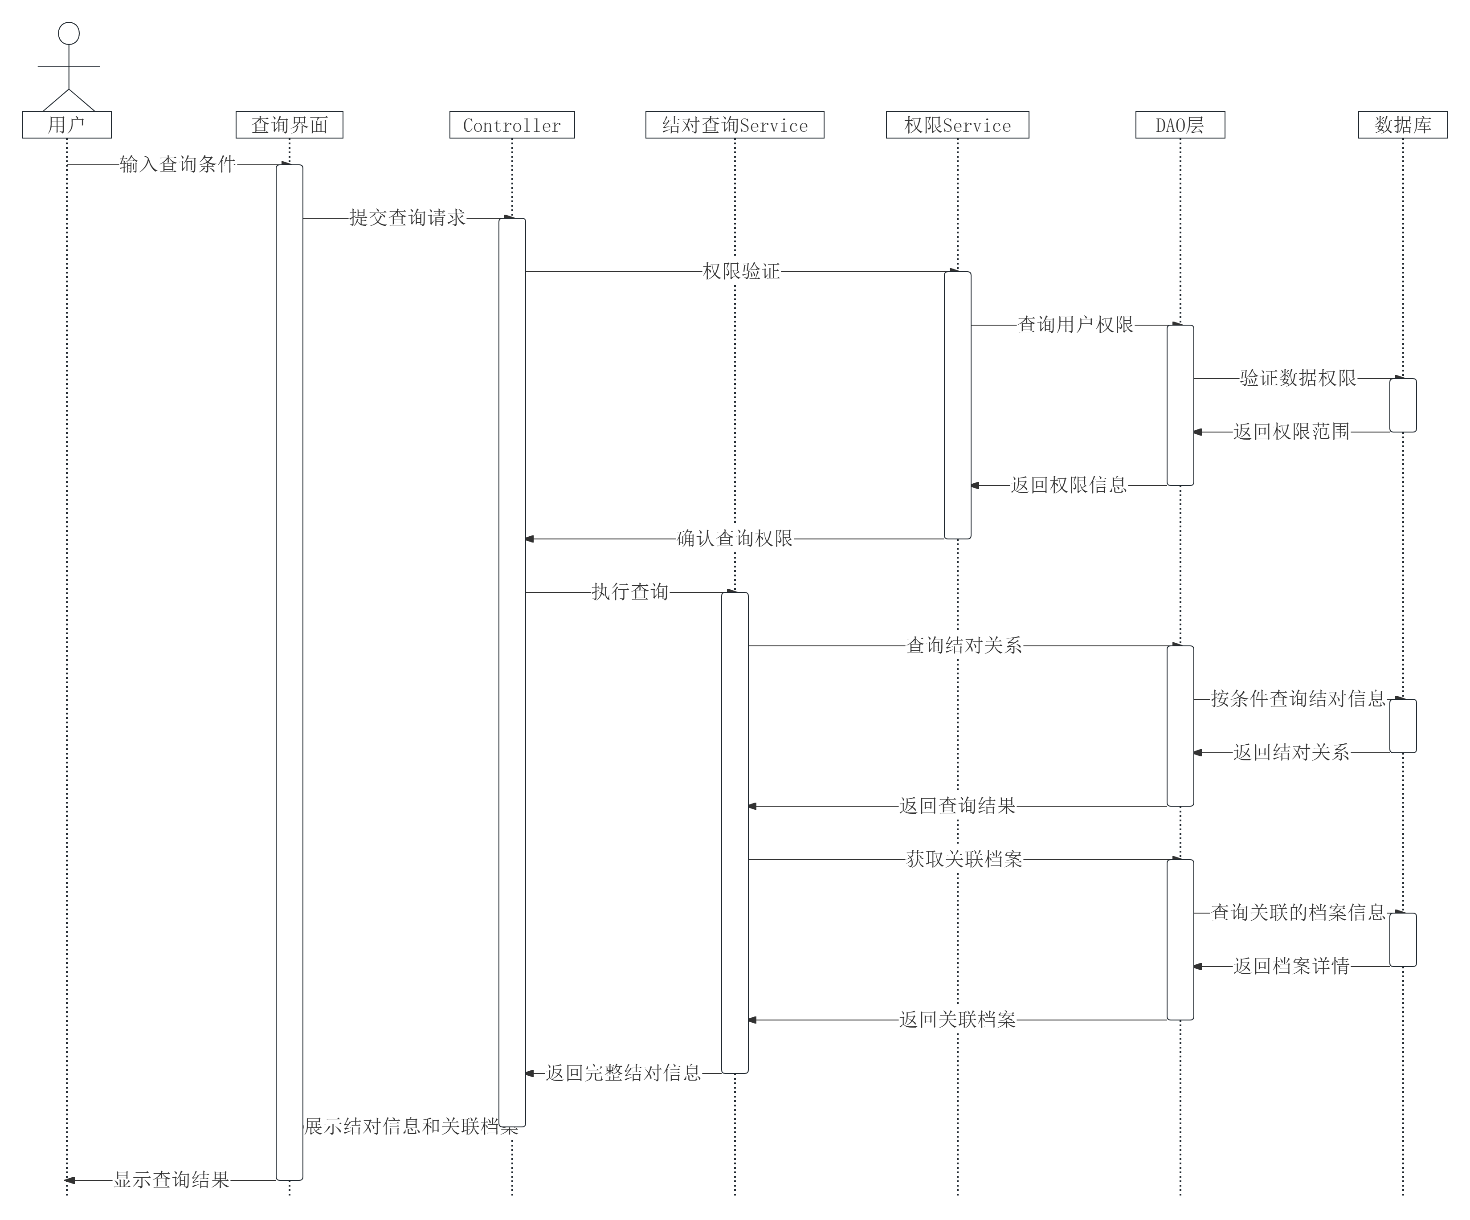 用户
查询界面
Controller
结对查询Service
权限Service
DAO层
数据库
输入查询条件
提交查询请求
权限验证
查询用户权限
验证数据权限
返回权限范围
返回权限信息
确认查询权限
执行查询
查询结对关系
按条件查询结对信息
返回结对关系
返回查询结果
获取关联档案
查询关联的档案信息
返回档案详情
返回关联档案
返回完整结对信息
展示结对信息和关联档案
显示查询结果